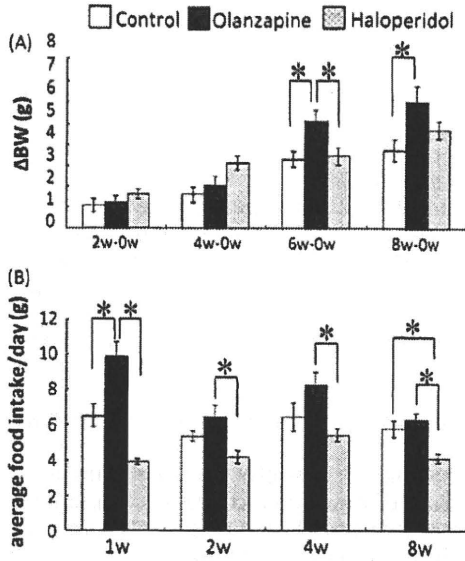 Control Olanzapine Haloperidol
(A)
ΔBW (g)
8
7
6
5
4
3
2
1
0
2w-0w 4w-0w 6w-0w 8w-0w
* * *
(B)
average food intake/day (g)
12
10
8
6
4
2
0
1w 2w 4w 8w
* * * * * *